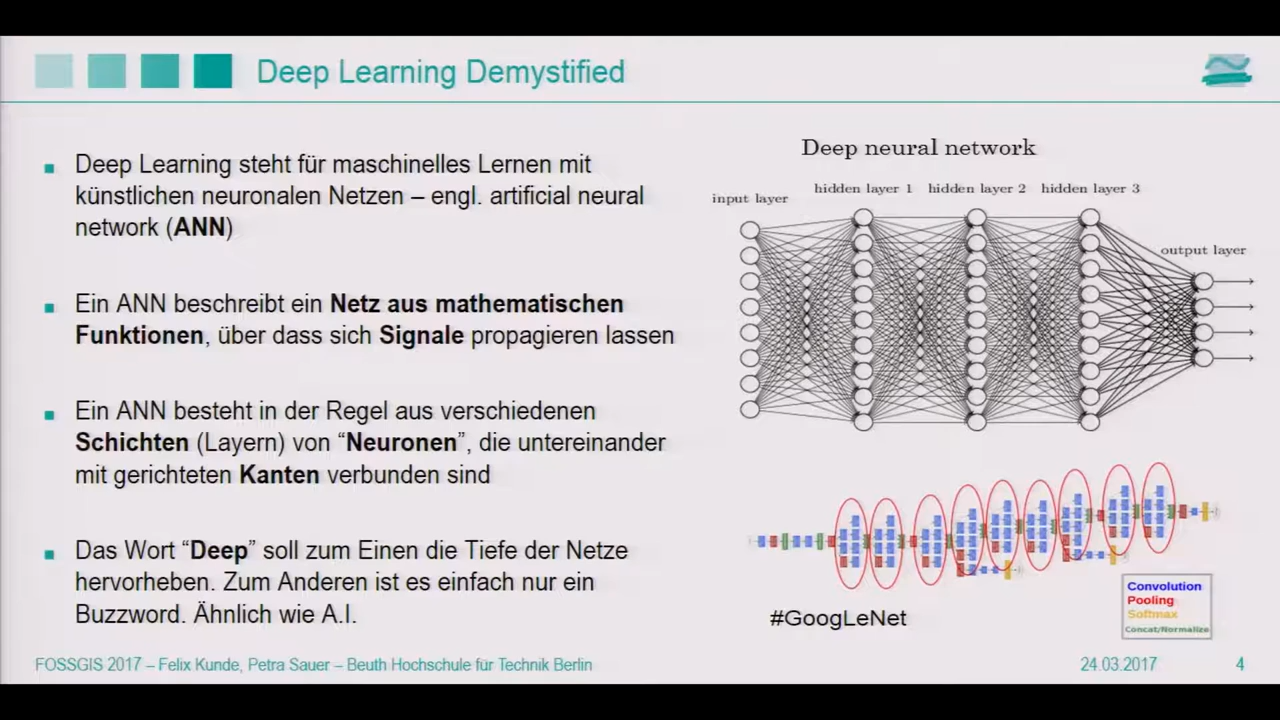 Deep Learning Demystified
Deep Learning steht für maschinelles Lernen mit
künstlichen neuronalen Netzen – engl. artificial neural
network (ANN)
Ein ANN beschreibt ein Netz aus mathematischen
Funktionen, über dass sich Signale propagieren lassen
Ein ANN besteht in der Regel aus verschiedenen
Schichten (Layern) von “Neuronen”, die untereinander
mit gerichteten Kanten verbunden sind
Das Wort “Deep” soll zum Einen die Tiefe der Netze
hervorheben. Zum Anderen ist es einfach nur ein
Buzzword. Ähnlich wie A.I.
Deep neural network
input layer
hidden layer 1
hidden layer 2
hidden layer 3
output layer
#GoogLeNet
Convolution
Pooling
Softmax
Concat/Normalize
FOSSGIS 2017 – Felix Kunde, Petra Sauer – Beuth Hochschule für Technik Berlin
24.03.2017
4